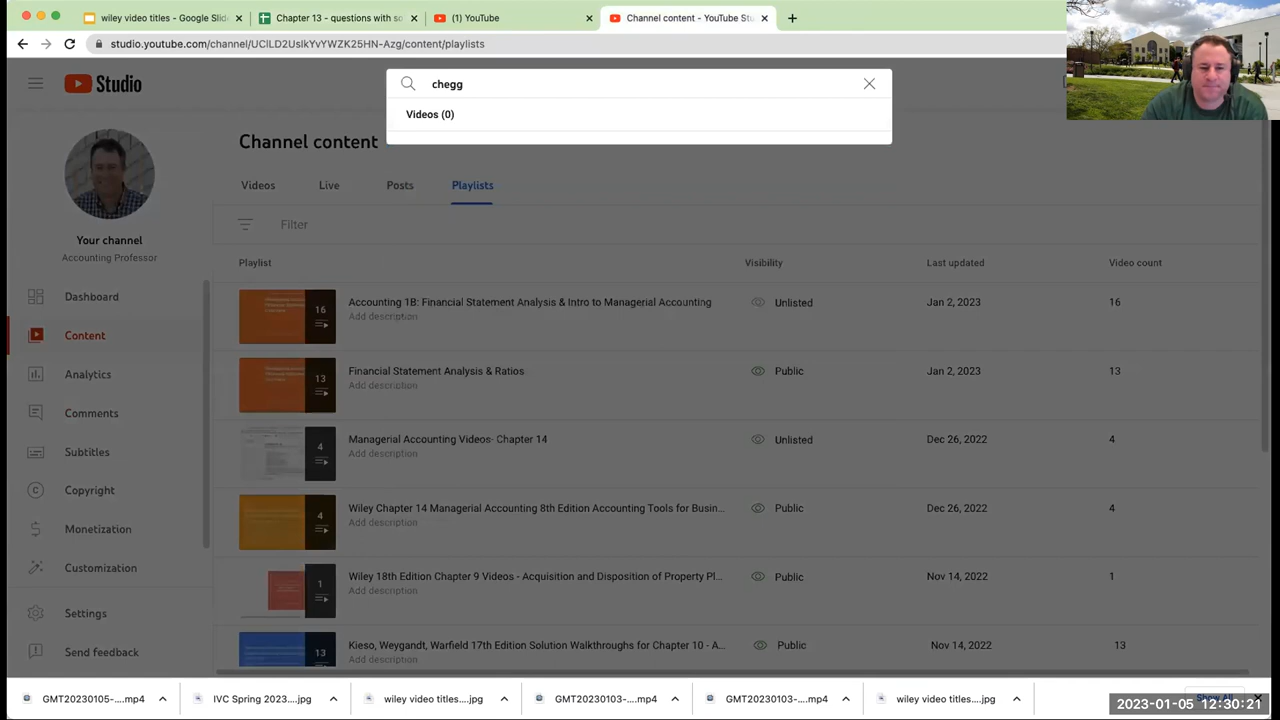 wiley video titles - Google Slid
Chapter 13 - questions with so
(1) YouTube
Channel content - YouTube Stu
studio.youtube.com/channel/UClLD2UslkYvYWZK25HN-Azg/content/playlists
Studio
chegg
Videos (0)
Channel content
Videos
Live
Posts
Playlists
Filter
Your channel
Accounting Professor
Playlist
Visibility
Last updated
Video count
Dashboard
Content
Analytics
Comments
Subtitles
Copyright
Monetization
Customization
Settings
Send feedback
16
Accounting 1B: Financial Statement Analysis & Intro to Managerial Accounting
Add description
Unlisted
Jan 2, 2023
16
13
Financial Statement Analysis & Ratios
Add description
Public
Jan 2, 2023
13
4
Managerial Accounting Videos- Chapter 14
Add description
Unlisted
Dec 26, 2022
4
4
Wiley Chapter 14 Managerial Accounting 8th Edition Accounting Tools for Busin...
Add description
Public
Dec 26, 2022
4
1
Wiley 18th Edition Chapter 9 Videos - Acquisition and Disposition of Property Pl...
Add description
Public
Nov 14, 2022
1
13
Kieso, Weygandt, Warfield 17th Edition Solution Walkthroughs for Chapter 10 - A...
Add description
Public
Nov 14, 2022
13
GMT20230105-....mp4
IVC Spring 2023....jpg
wiley video titles....jpg
GMT20230103-....mp4
GMT20230103-....mp4
wiley video titles....jpg
Show All
2023-01-05 12:30:21